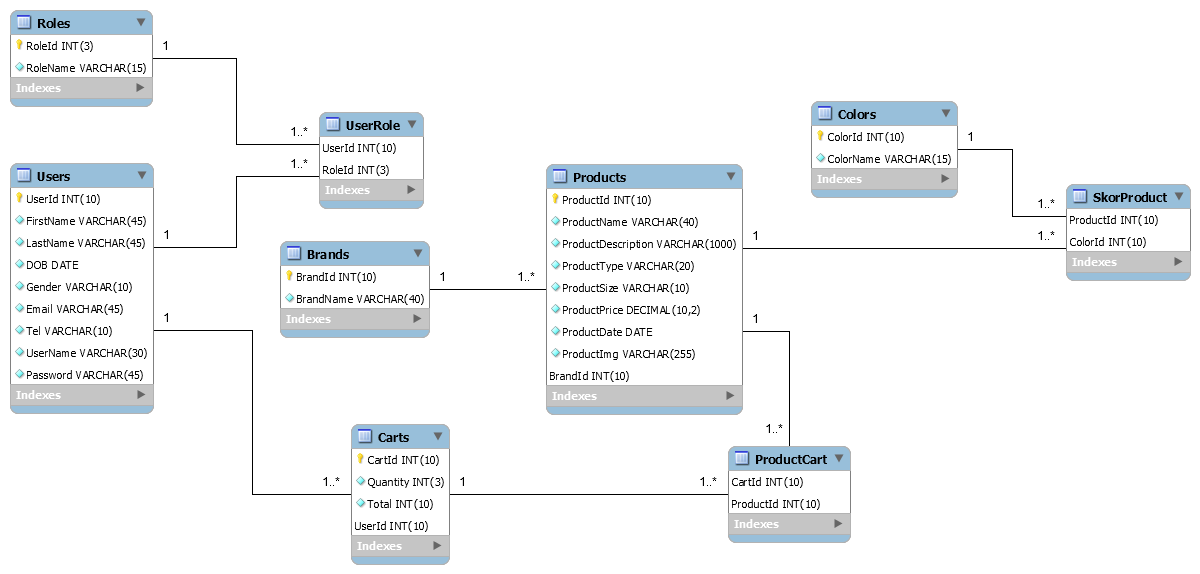 Roles
RoleId INT(3)
RoleName VARCHAR(15)
Indexes
1
1..*
UserRole
UserId INT(10)
RoleId INT(3)
Indexes
1..*
Users
UserId INT(10)
FirstName VARCHAR(45)
LastName VARCHAR(45)
DOB DATE
Gender VARCHAR(10)
Email VARCHAR(45)
Tel VARCHAR(10)
UserName VARCHAR(30)
Password VARCHAR(45)
Indexes
1
1
Brands
BrandId INT(10)
BrandName VARCHAR(40)
Indexes
1
1..*
Products
ProductId INT(10)
ProductName VARCHAR(40)
ProductDescription VARCHAR(1000)
ProductType VARCHAR(20)
ProductSize VARCHAR(10)
ProductPrice DECIMAL(10,2)
ProductDate DATE
ProductImg VARCHAR(255)
BrandId INT(10)
Indexes
1
1
Colors
ColorId INT(10)
ColorName VARCHAR(15)
Indexes
1
1..*
1..*
SkorProduct
ProductId INT(10)
ColorId INT(10)
Indexes
1..*
Carts
CartId INT(10)
Quantity INT(3)
Total INT(10)
UserId INT(10)
Indexes
1
1..*
1..*
ProductCart
CartId INT(10)
ProductId INT(10)
Indexes